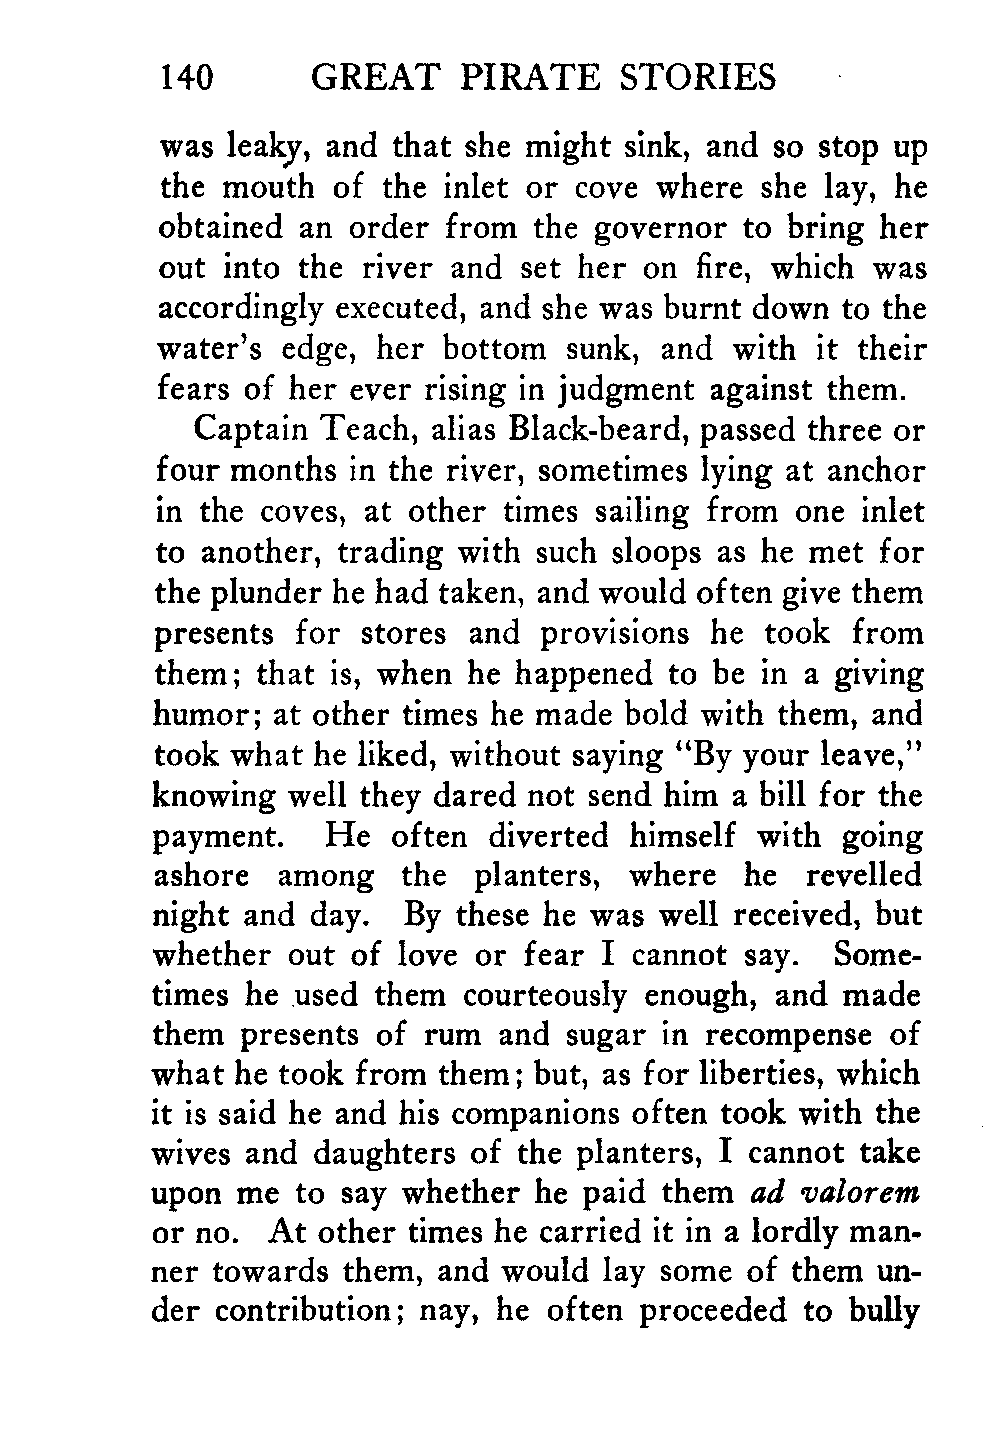 140 GREAT PIRATE STORIES
was leaky, and that she might sink, and so stop up
the mouth of the inlet or cove where she lay, he
obtained an order from the governor to bring her
out into the river and set her on fire, which was
accordingly executed, and she was burnt down to the
water's edge, her bottom sunk, and with it their
fears of her ever rising in judgment against them.
Captain Teach, alias Black-beard, passed three or
four months in the river, sometimes lying at anchor
in the coves, at other times sailing from one inlet
to another, trading with such sloops as he met for
the plunder he had taken, and would often give them
presents for stores and provisions he took from
them; that is, when he happened to be in a giving
humor; at other times he made bold with them, and
took what he liked, without saying "By your leave,"
knowing well they dared not send him a bill for the
payment. He often diverted himself with going
ashore among the planters, where he revelled
night and day. By these he was well received, but
whether out of love or fear I cannot say. Some-
times he used them courteously enough, and made
them presents of rum and sugar in recompense of
what he took from them; but, as for liberties, which
it is said he and his companions often took with the
wives and daughters of the planters, I cannot take
upon me to say whether he paid them ad valorem
or no. At other times he carried it in a lordly man-
ner towards them, and would lay some of them un-
der contribution; nay, he often proceeded to bully